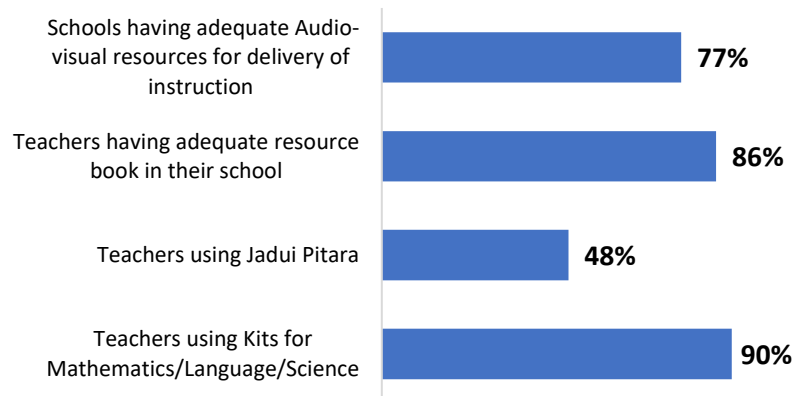 Schools having adequate Audio-
visual resources for delivery of
instruction
77%
Teachers having adequate resource
book in their school
86%
Teachers using Jadui Pitara
48%
Teachers using Kits for
Mathematics/Language/Science
90%